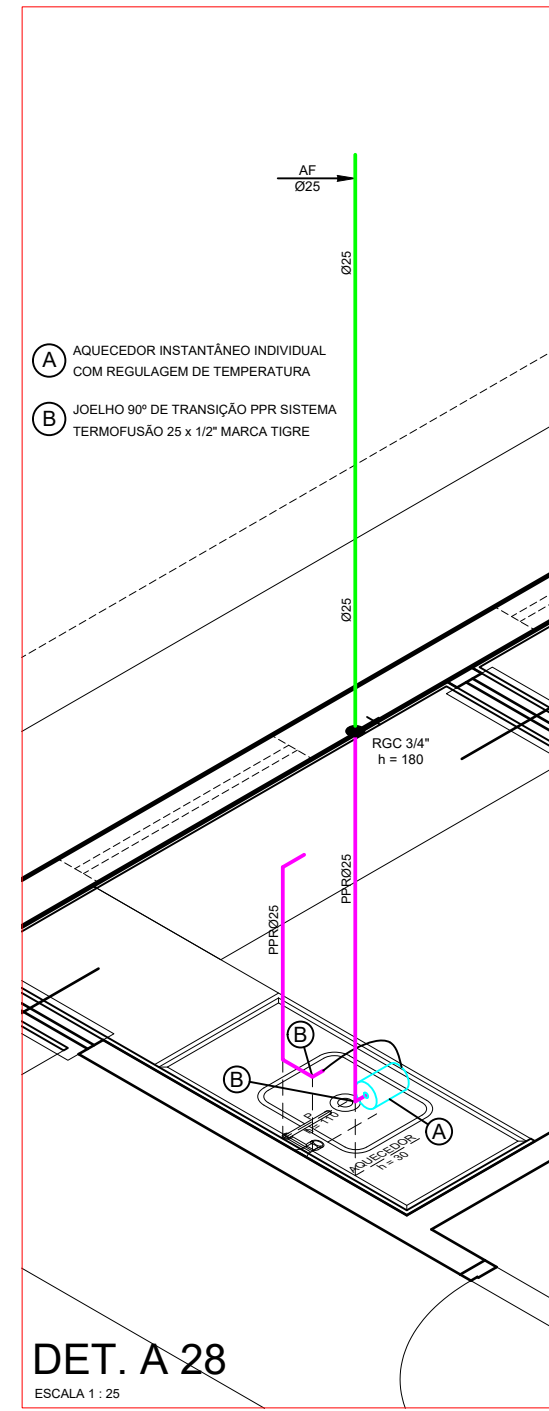 AF
Ø25
Ø25
A
AQUECEDOR INSTANTÂNEO INDIVIDUAL
COM REGULAGEM DE TEMPERATURA
B
JOELHO 90º DE TRANSIÇÃO PPR SISTEMA
TERMOFUSÃO 25 x 1/2" MARCA TIGRE
Ø25
RGC 3/4"
h = 180
PPRØ25
PPRØ25
B
B
A
P
h=110
AQUECEDOR
h = 30
DET. A 28
ESCALA 1 : 25